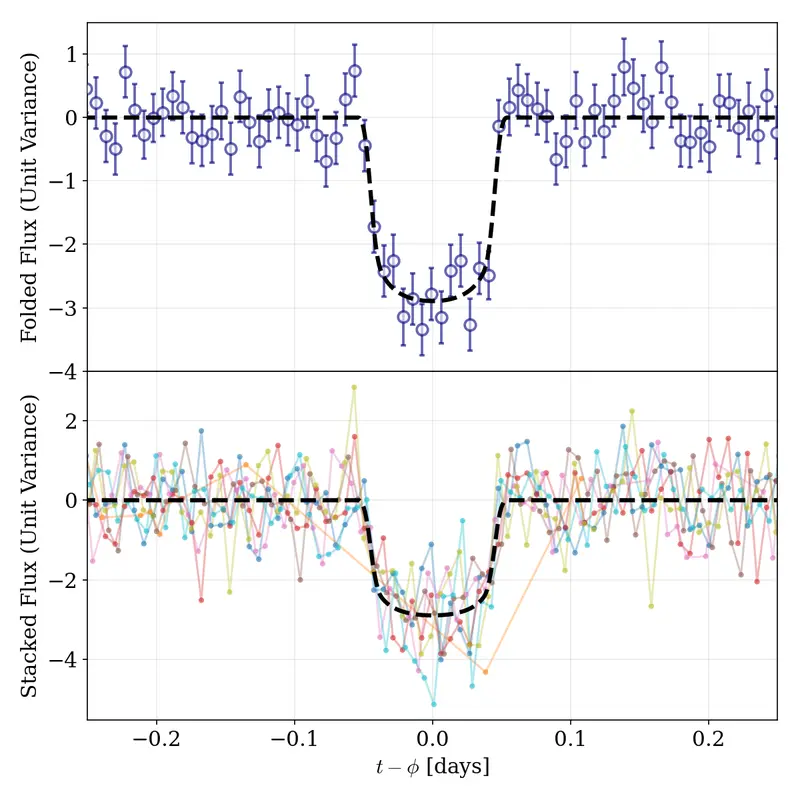 Folded Flux (Unit Variance)
1
0
−1
−2
−3
−4
Stacked Flux (Unit Variance)
2
0
−2
−4
−0.2 −0.1 0.0 0.1 0.2
t − ϕ [days]